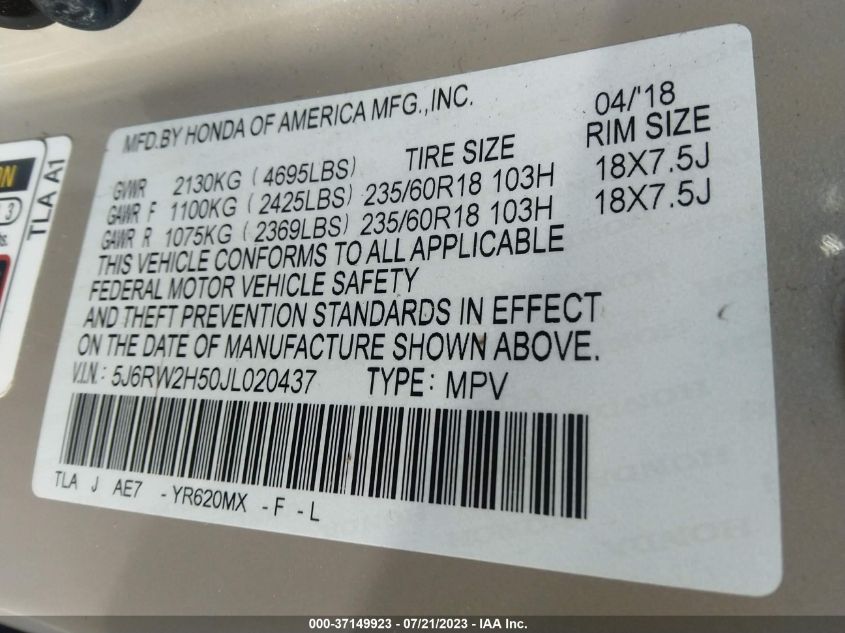 MFD.BY HONDA OF AMERICA MFG.,INC. 04/'18
TIRE SIZE RIM SIZE
GVWR 2130KG (4695LBS)
GAWR F 1100KG (2425LBS) 235/60R18 103H 18X7.5J
GAWR R 1075KG (2369LBS) 235/60R18 103H 18X7.5J
THIS VEHICLE CONFORMS TO ALL APPLICABLE
FEDERAL MOTOR VEHICLE SAFETY
AND THEFT PREVENTION STANDARDS IN EFFECT
ON THE DATE OF MANUFACTURE SHOWN ABOVE.
V.I.N.: 5J6RW2H50JL020437 TYPE: MPV
TLA J AE7 -YR620MX -F -L
TLA A1
3
000-37149923 - 07/21/2023 - IAA Inc.